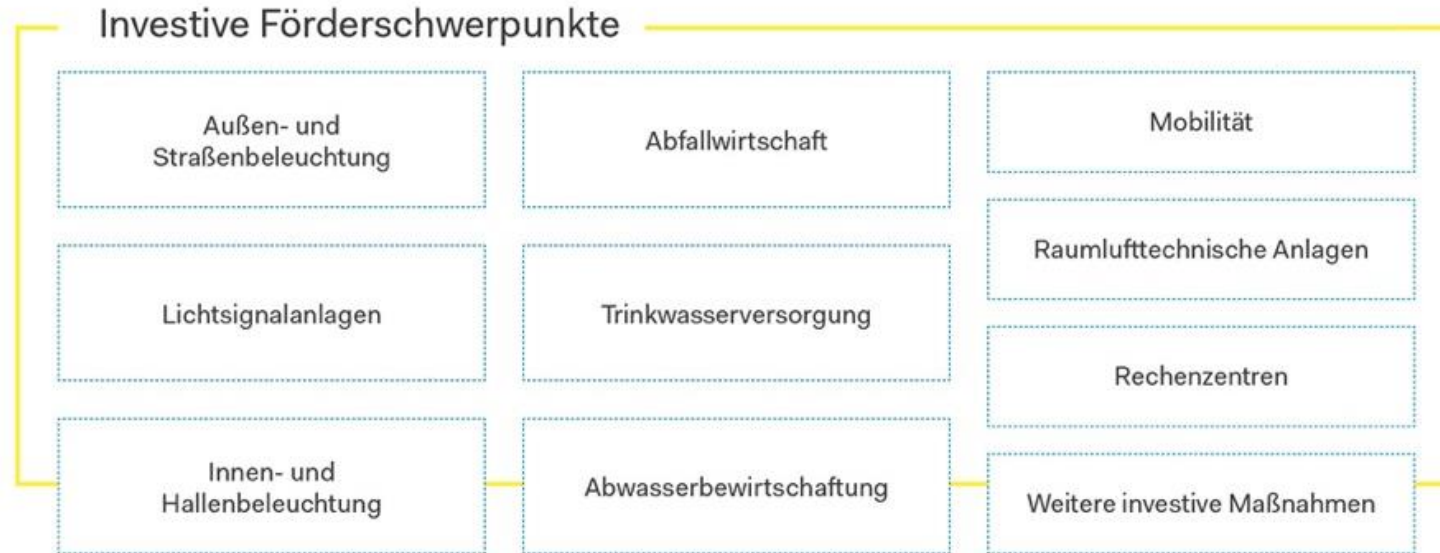 Investive Förderschwerpunkte
Außen- und
Straßenbeleuchtung
Lichtsignalanlagen
Innen- und
Hallenbeleuchtung
Abfallwirtschaft
Trinkwasserversorgung
Abwasserbewirtschaftung
Mobilität
Raumlufttechnische Anlagen
Rechenzentren
Weitere investive Maßnahmen